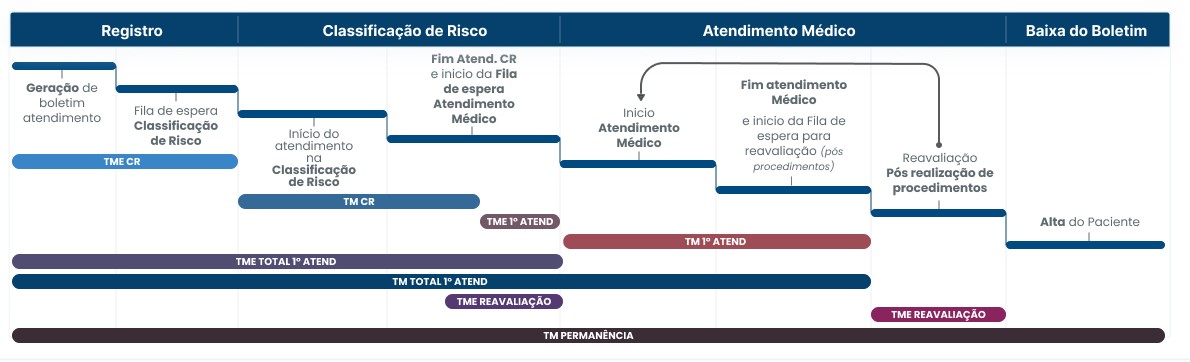 Registro
Classificação de Risco
Atendimento Médico
Baixa do Boletim
Geração de
boletim
atendimento
Fila de espera
Classificação
de Risco
Início do
atendimento
na
Classificação
de Risco
Fim Atend. CR
e inicio da Fila
de espera
Atendimento
Médico
Inicio
Atendimento
Médico
Fim atendimento
Médico
e inicio da Fila de
espera para
reavaliação (pós
procedimentos)
Reavaliação
Pós realização de
procedimentos
Alta do Paciente
TME CR
TM CR
TME 1º ATEND
TM 1º ATEND
TME TOTAL 1º ATEND
TM TOTAL 1º ATEND
TME REAVALIAÇÃO
TME REAVALIAÇÃO
TM PERMANÊNCIA